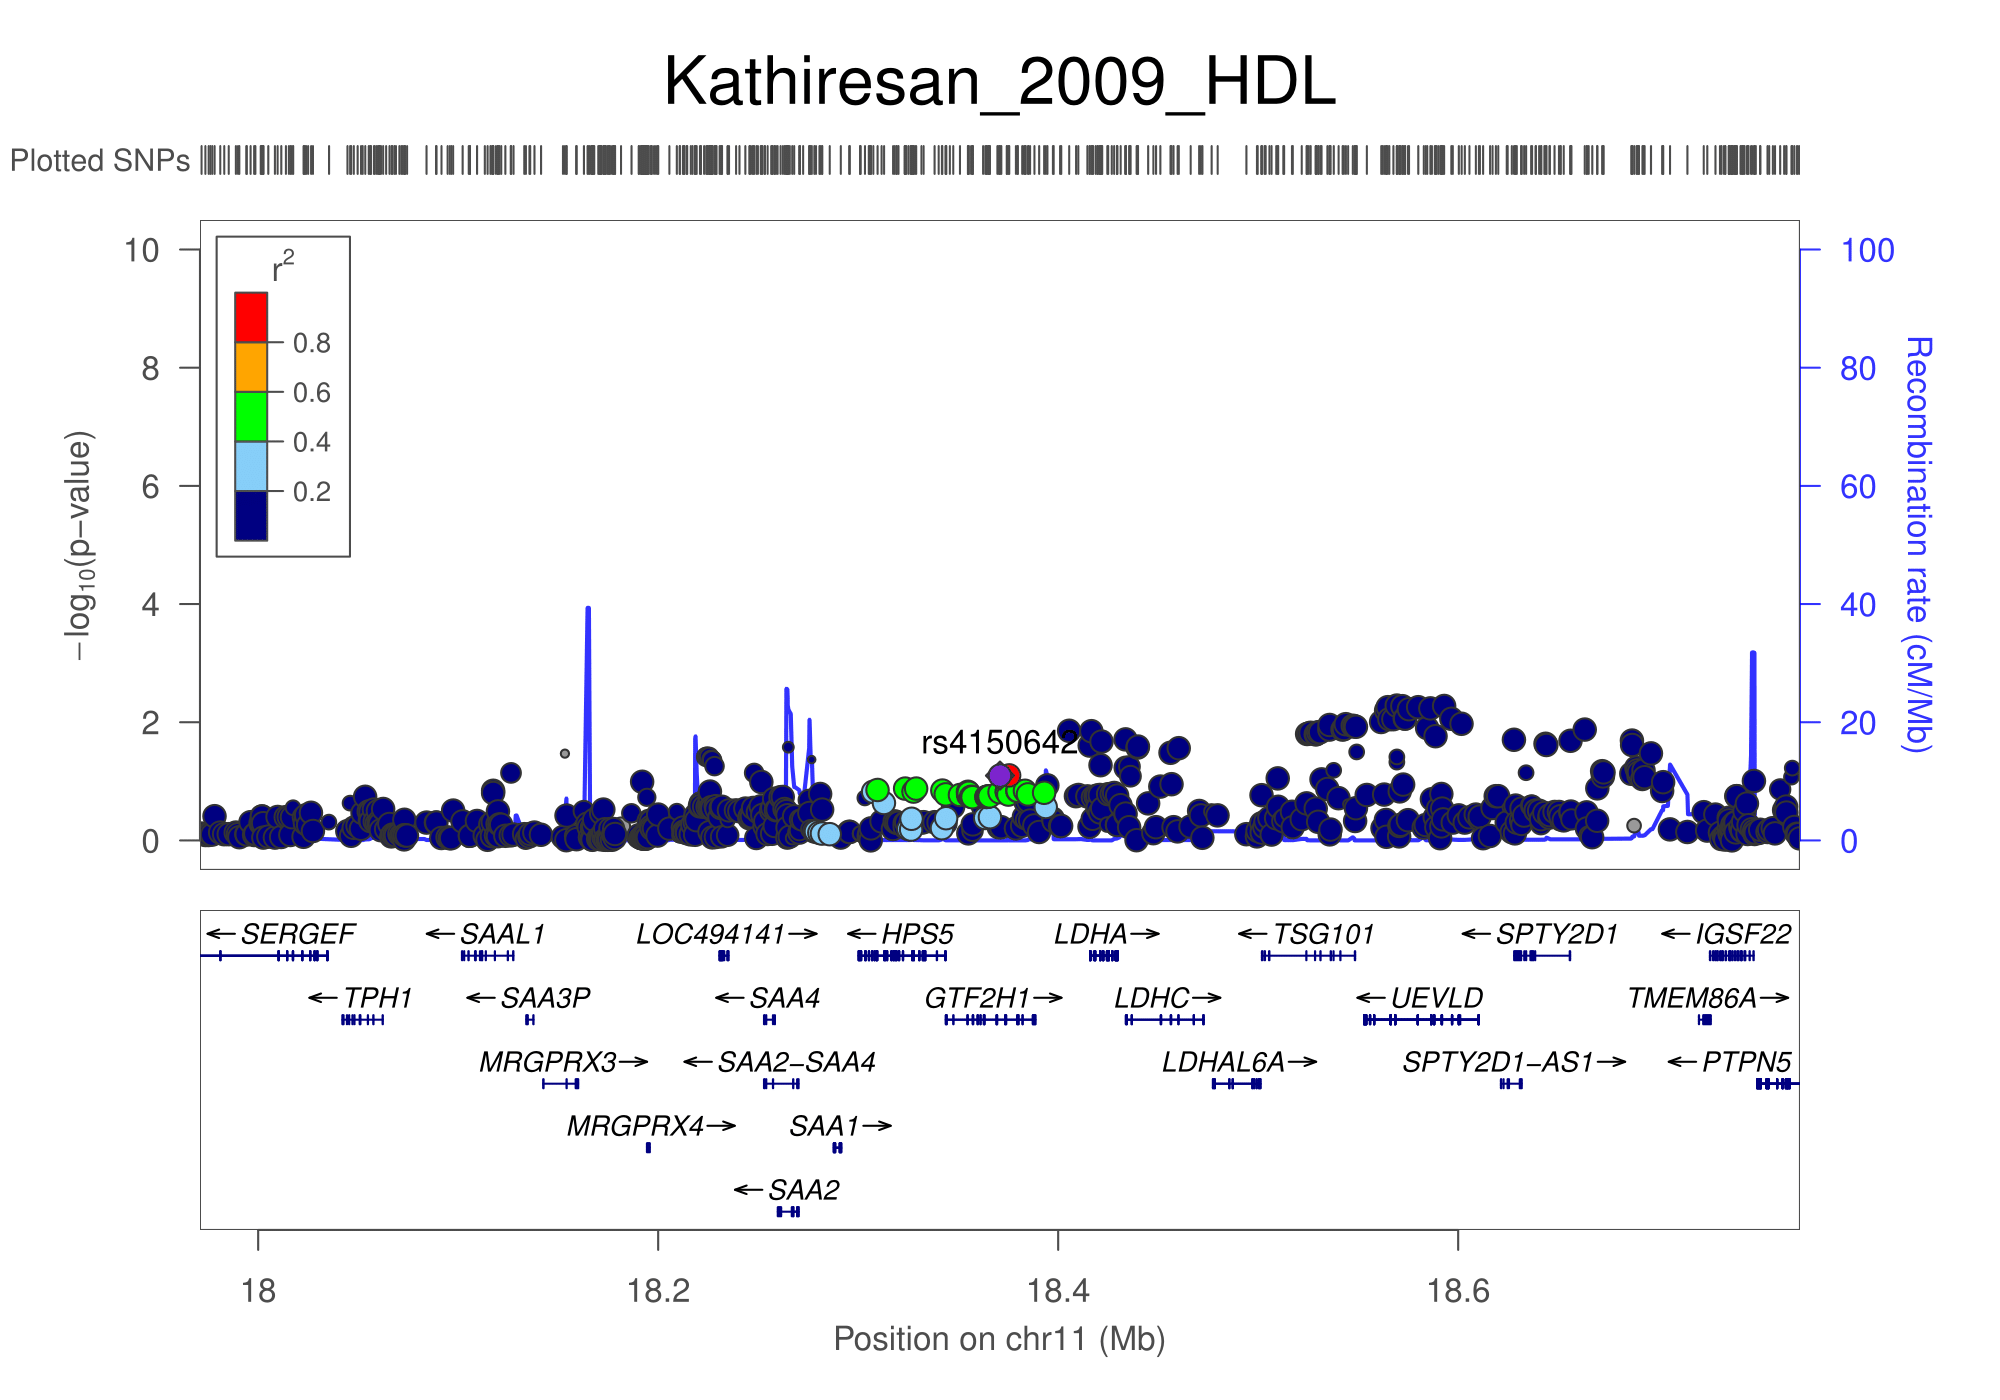 Kathiresan_2009_HDL
Plotted SNPs
r2
0.8
0.6
0.4
0.2
10
8
6
4
2
0
−log10(p−value)
100
80
60
40
20
0
Recombination rate (cM/Mb)
rs4150642
←SERGEF
←SAAL1
LOC494141→
←HPS5
LDHA→
←TSG101
←SPTY2D1
←IGSF22
←TPH1
←SAA3P
←SAA4
GTF2H1→
LDHC→
←UEVLD
TMEM86A→
MRGPRX3→
←SAA2−SAA4
LDHAL6A→
SPTY2D1−AS1→
←PTPN5
MRGPRX4→
SAA1→
←SAA2
18
18.2
18.4
18.6
Position on chr11 (Mb)